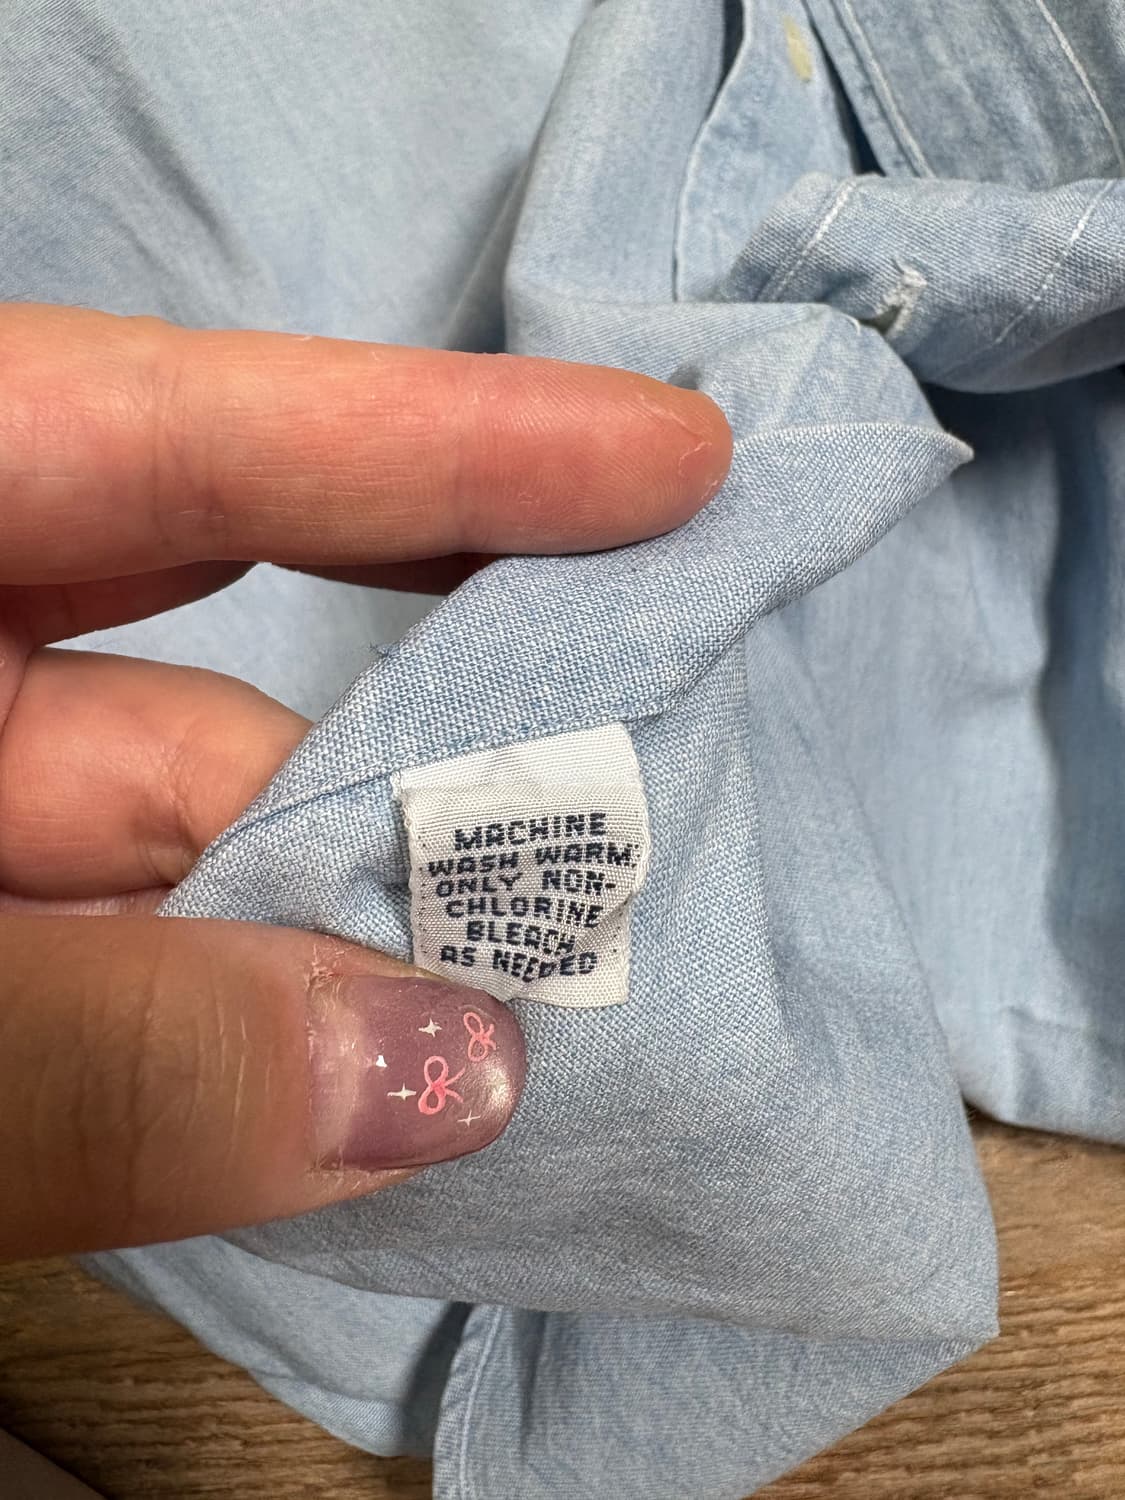 MACHINE
WASH WARM.
ONLY NON-
CHLORINE
BLEACH
AS NEEDED